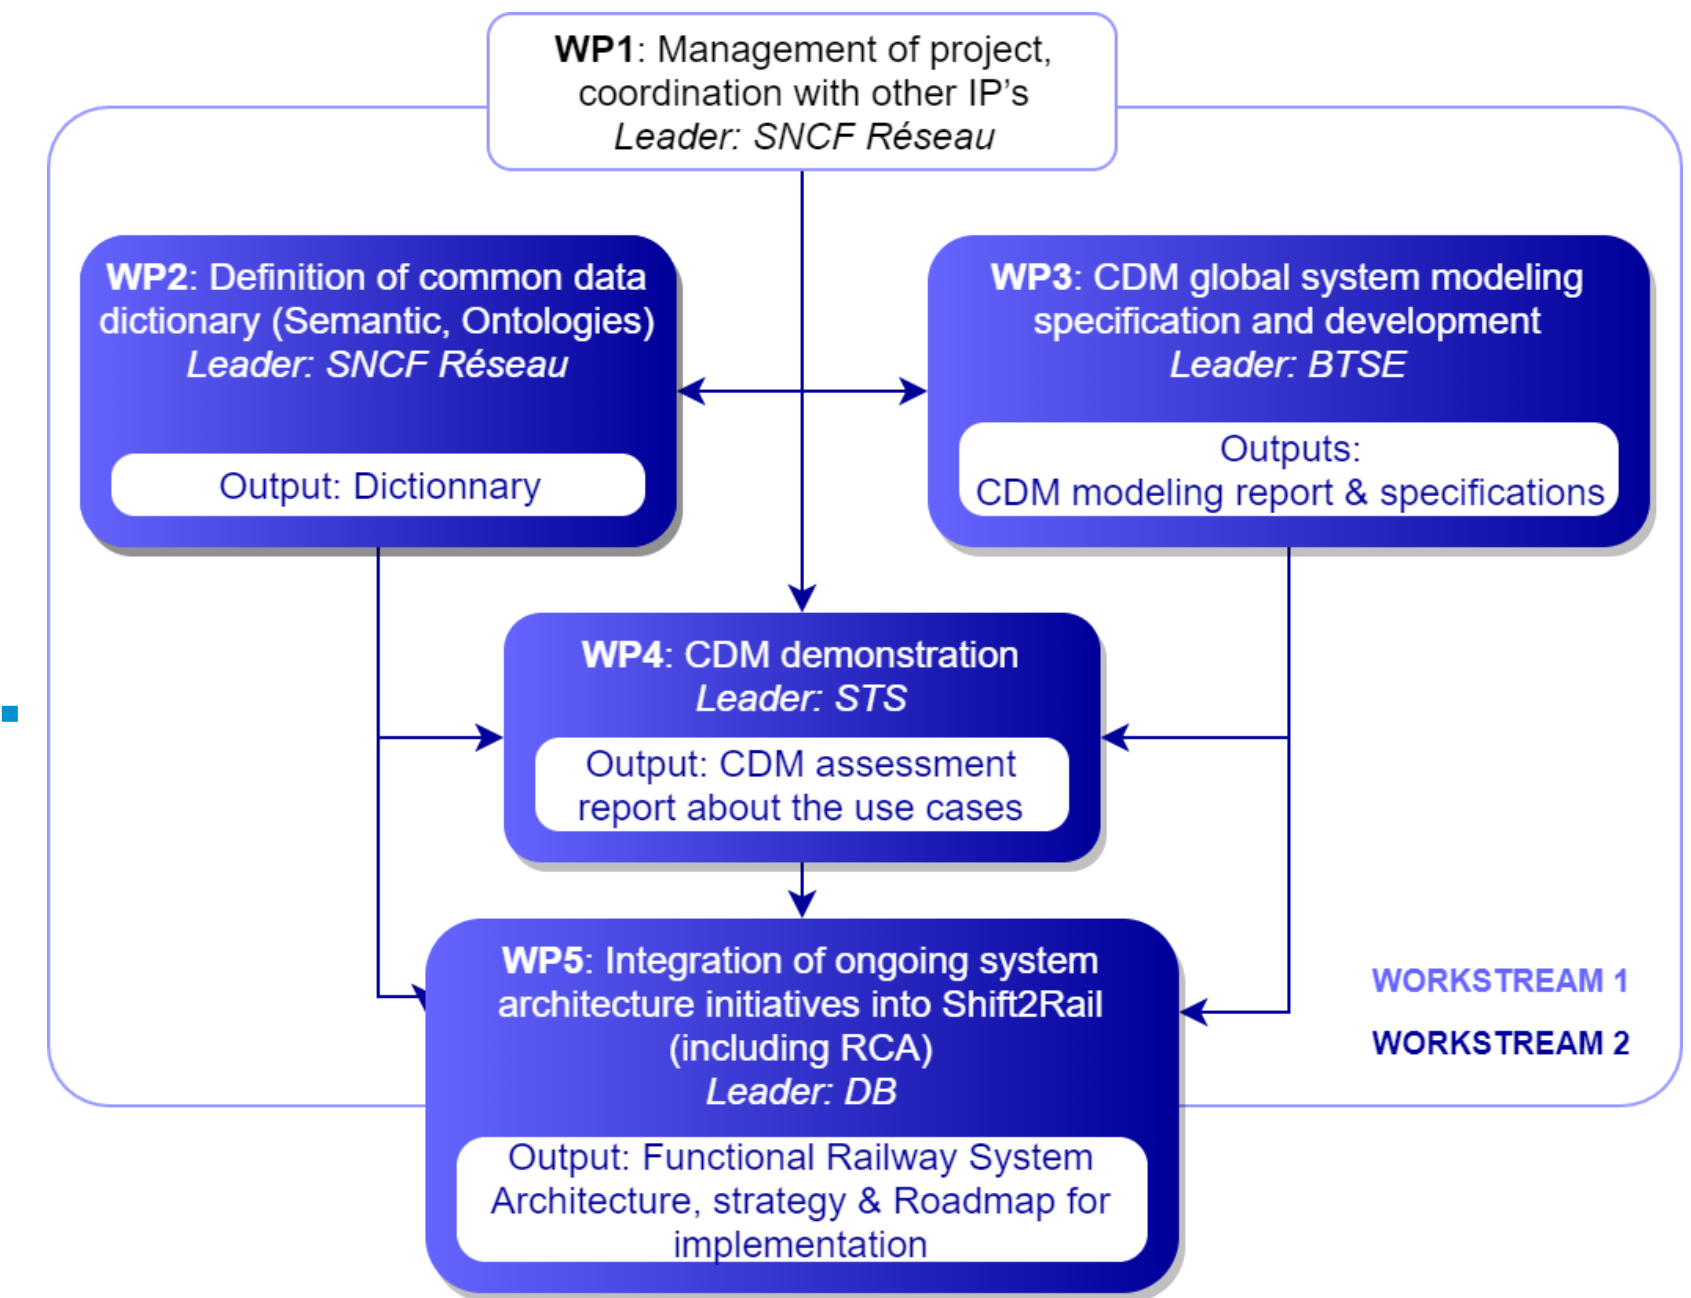 WP1: Management of project,
coordination with other IP's
Leader: SNCF Réseau
WP2: Definition of common data
dictionary (Semantic, Ontologies)
Leader: SNCF Réseau
Output: Dictionnary
WP3: CDM global system modeling
specification and development
Leader: BTSE
Outputs:
CDM modeling report & specifications
WP4: CDM demonstration
Leader: STS
Output: CDM assessment
report about the use cases
WP5: Integration of ongoing system
architecture initiatives into Shift2Rail
(including RCA)
Leader: DB
Output: Functional Railway System
Architecture, strategy & Roadmap for
implementation
WORKSTREAM 1
WORKSTREAM 2